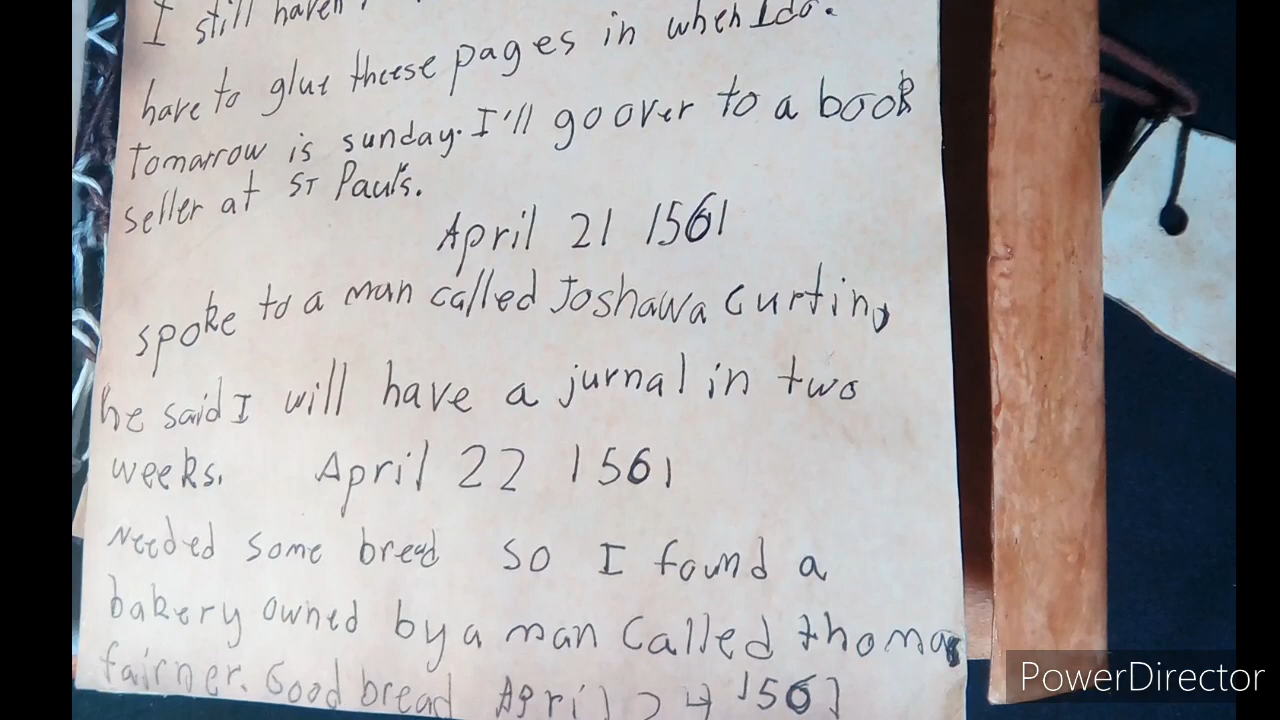 I still haven't
have to glue theese pages in when I do.
Tomarrow is sunday. I'll go over to a book
seller at ST Paul's.
April 21 1561
spoke to a man called Joshawa Curtin,
he said I will have a jurnal in two
weeks. April 22 1561
Needed some bread so I found a
bakery owned by a man called thomas
fairner. Good bread April 24 1561
PowerDirector